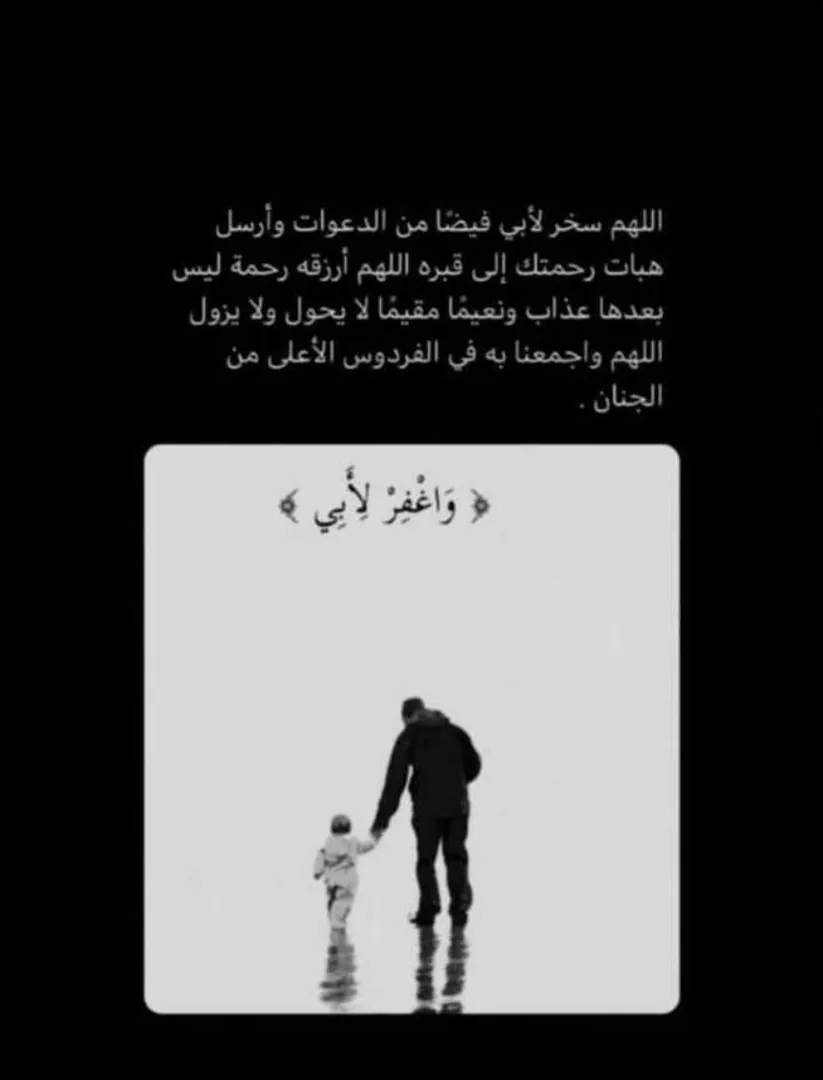 اللهم سخر لأبي فيضًا من الدعوات وأرسل
هبات رحمتك إلى قبره اللهم أرزقه رحمة ليس
بعدها عذاب ونعيمًا مقيمًا لا يحول ولا يزول
اللهم واجمعنا به في الفردوس الأعلى من
الجنان .
﴿ وَاغْفِرْ لِأَبِي ﴾